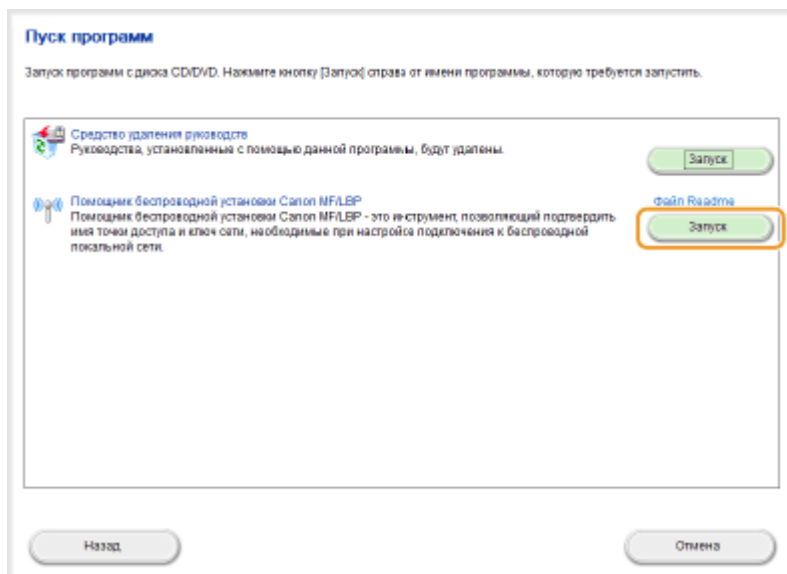 Пуск программ
Запуск программ с диска CD/DVD. Нажмите кнопку [Запуск] справа от имени программы, которую требуется запустить.
Средство удаления руководств
Руководства, установленные с помощью данной программы, будут удалены.
Запуск
Помощник беспроводной установки Canon MF/LBP
Файл Readme
Помощник беспроводной установки Canon MF/LBP - это инструмент, позволяющий подтвердить
имя точки доступа и ключ сети, необходимые при настройке подключения к беспроводной
локальной сети.
Запуск
Назад
Отмена